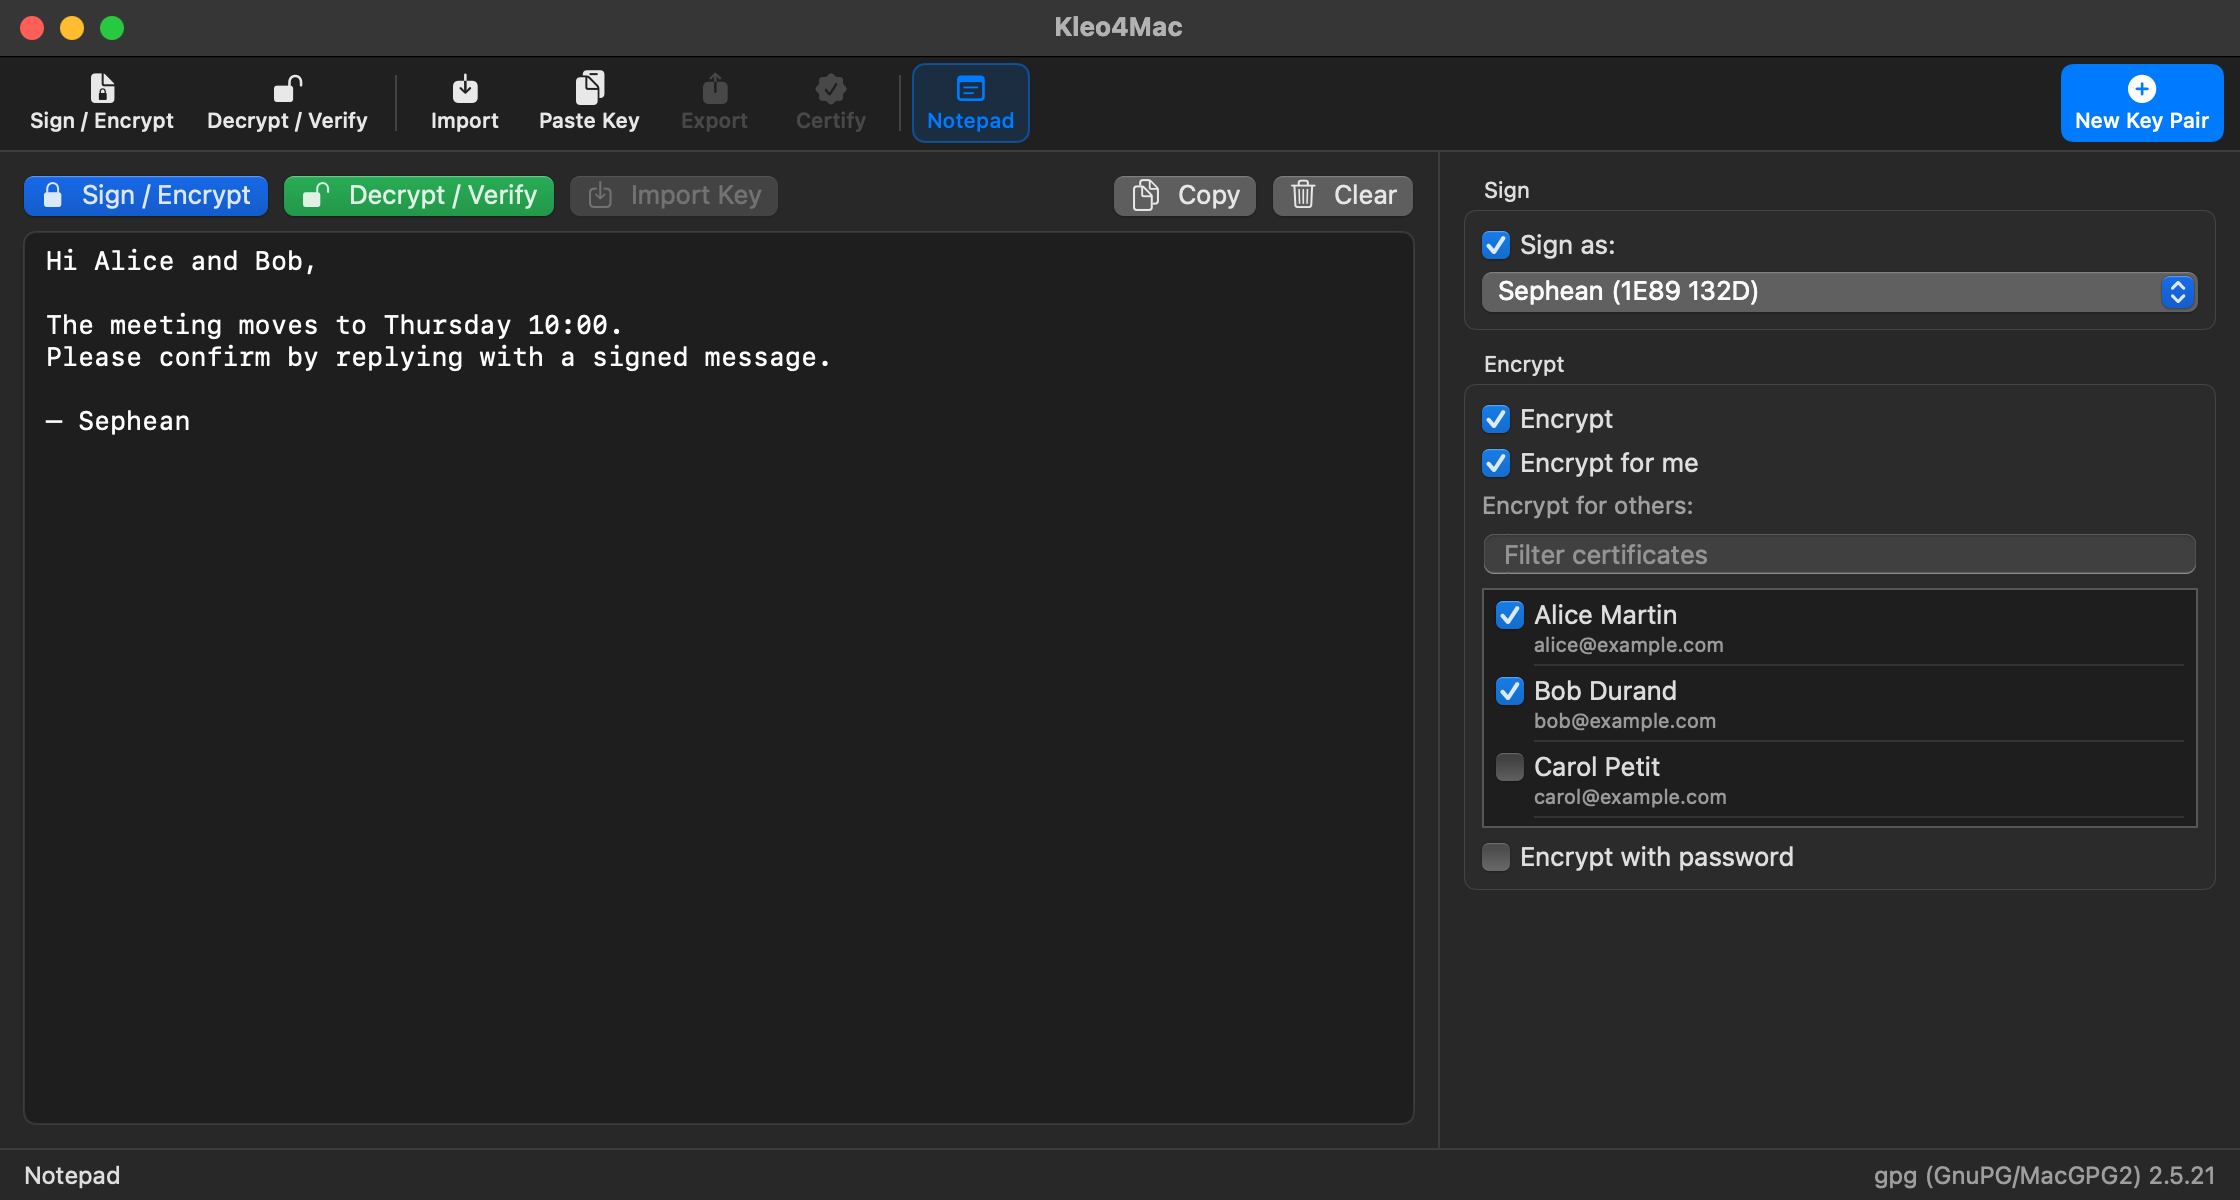 Kleo4Mac
Sign / Encrypt
Decrypt / Verify
Import
Paste Key
Export
Certify
Notepad
New Key Pair
Sign / Encrypt
Decrypt / Verify
Import Key
Copy
Clear
Hi Alice and Bob,
The meeting moves to Thursday 10:00.
Please confirm by replying with a signed message.
— Sephean
Sign
Sign as:
Sephean (1E89 132D)
Encrypt
Encrypt
Encrypt for me
Encrypt for others:
Filter certificates
Alice Martin
alice@example.com
Bob Durand
bob@example.com
Carol Petit
carol@example.com
Encrypt with password
Notepad
gpg (GnuPG/MacGPG2) 2.5.21